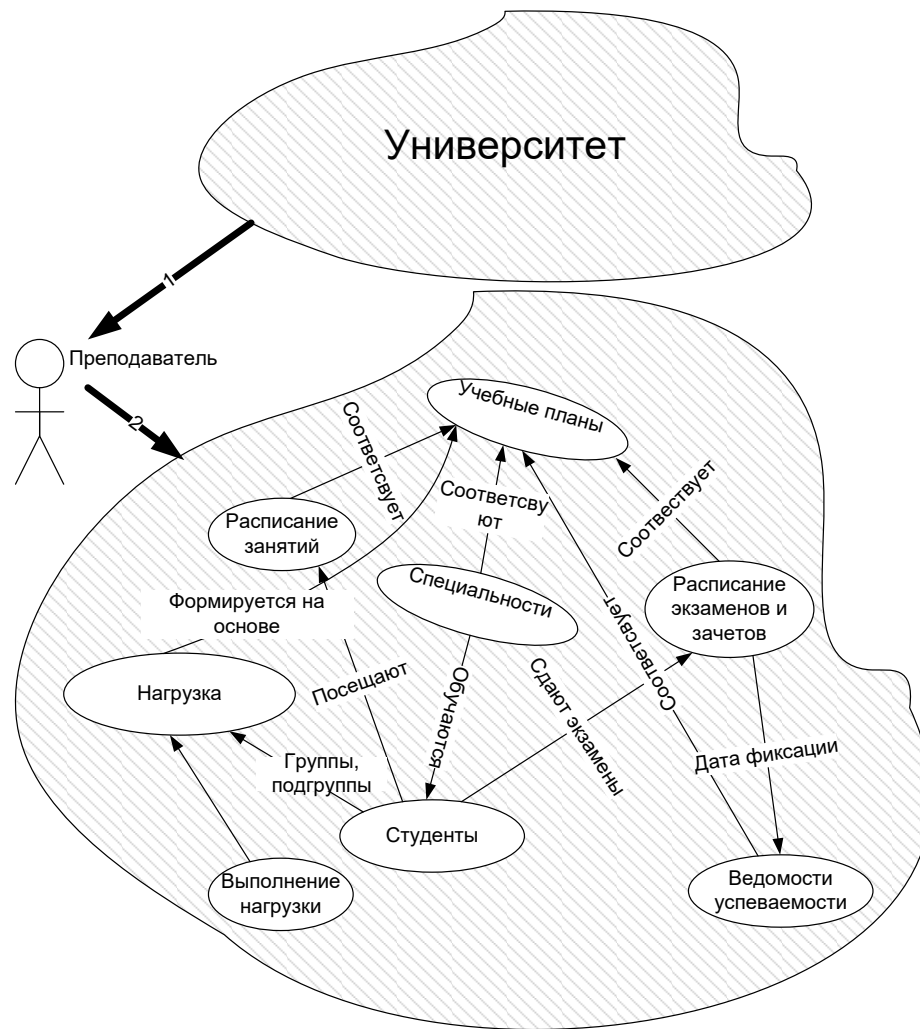 Университет
1
Преподаватель
2
Учебные планы
Соответсвует
Соответсву
ют
Соотвествует
Расписание
занятий
Специальности
Расписание
экзаменов и
зачетов
Формируется на
основе
Соответсвует
Нагрузка
Посещают
Обучаются
Сдают экзамены
Группы,
подгруппы
Дата фиксации
Студенты
Выполнение
нагрузки
Ведомости
успеваемости